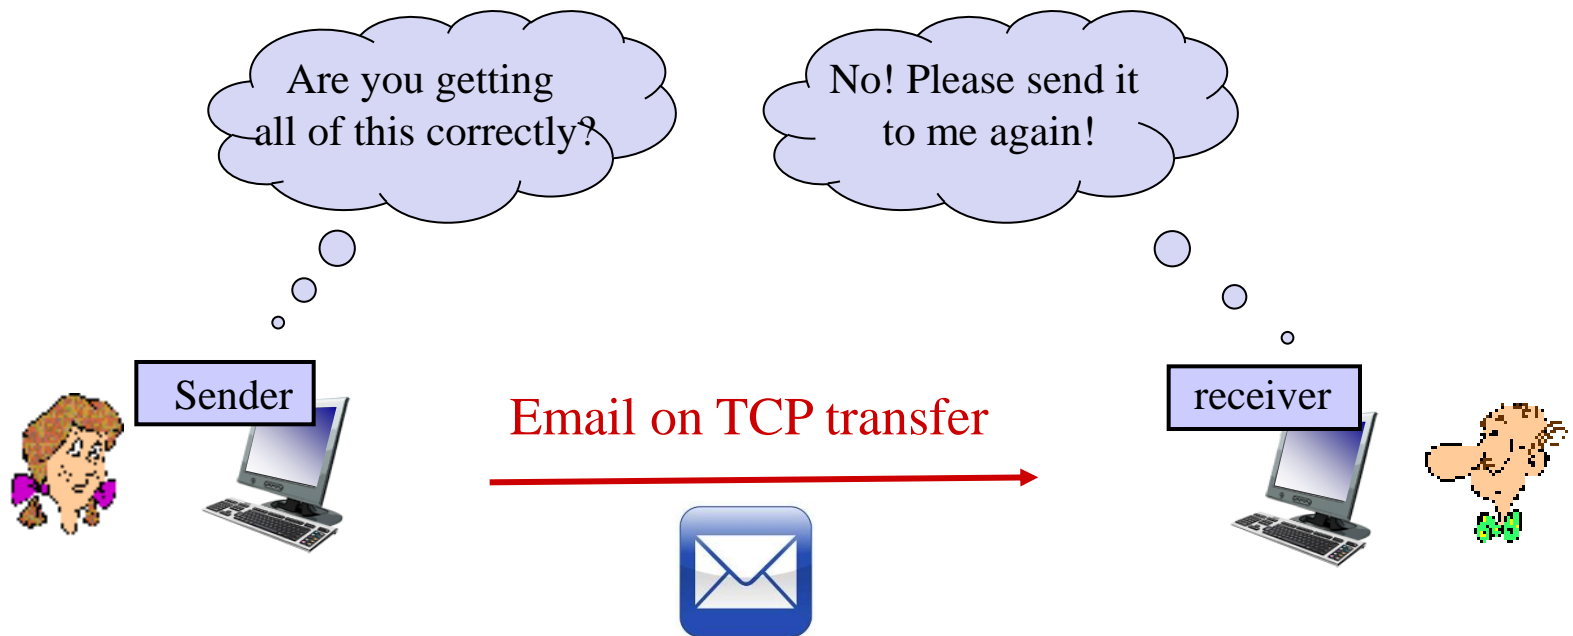 Are you getting
all of this correctly?
No! Please send it
to me again!
Sender
receiver
Email on TCP transfer